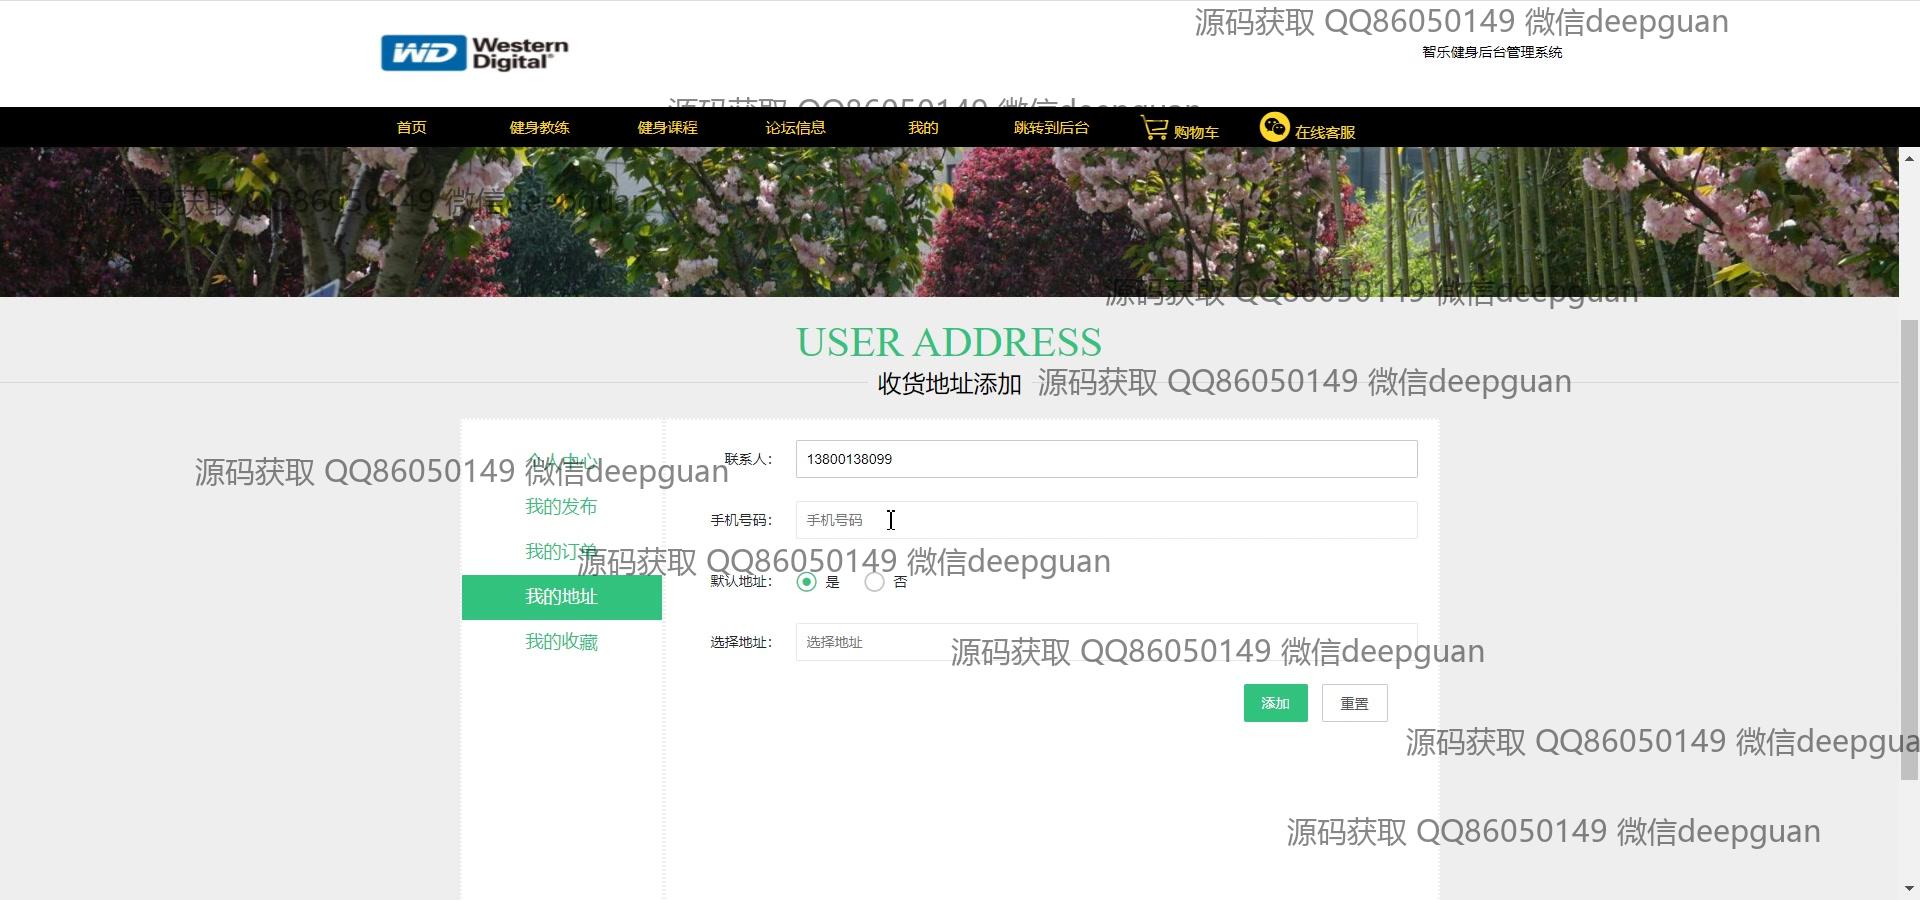 源码获取 QQ86050149 微信deepguan
WD Western Digital®
智乐健身后台管理系统
源码获取 QQ86050149 微信deepguan
首页 健身教练 健身课程 论坛信息 我的 跳转到后台 购物车 在线客服
源码获取 QQ86050149 微信deepguan
源码获取 QQ86050149 微信deepguan
USER ADDRESS
收货地址添加
源码获取 QQ86050149 微信deepguan
个人中心
联系人： 13800138099
源码获取 QQ86050149 微信deepguan
我的发布
手机号码： 手机号码
我的订单
源码获取 QQ86050149 微信deepguan
默认地址： 是 否
我的地址
我的收藏
选择地址： 选择地址
源码获取 QQ86050149 微信deepguan
添加 重置
源码获取 QQ86050149 微信deepgua
源码获取 QQ86050149 微信deepguan